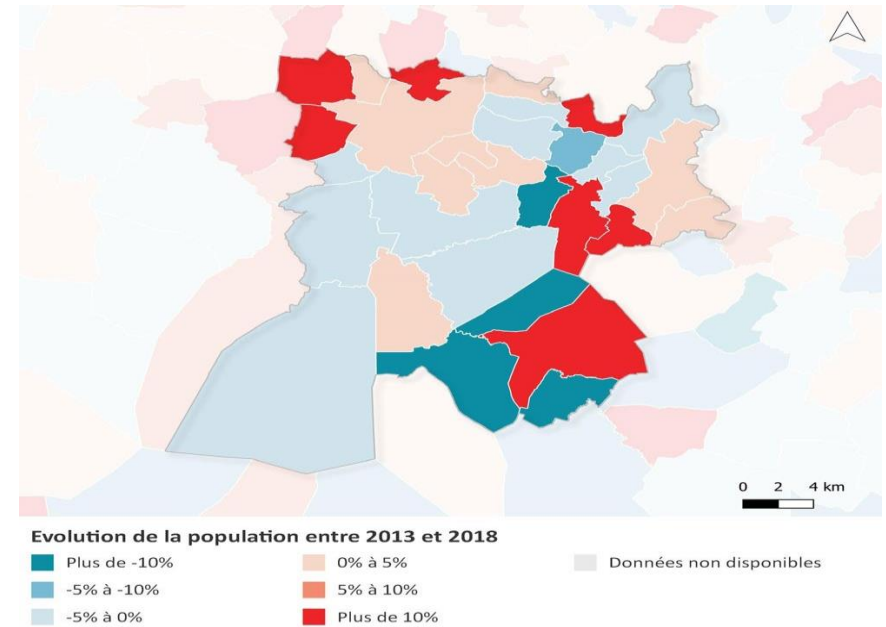 0 2 4 km
Evolution de la population entre 2013 et 2018
Plus de -10%
0% à 5%
Données non disponibles
-5% à -10%
5% à 10%
-5% à 0%
Plus de 10%